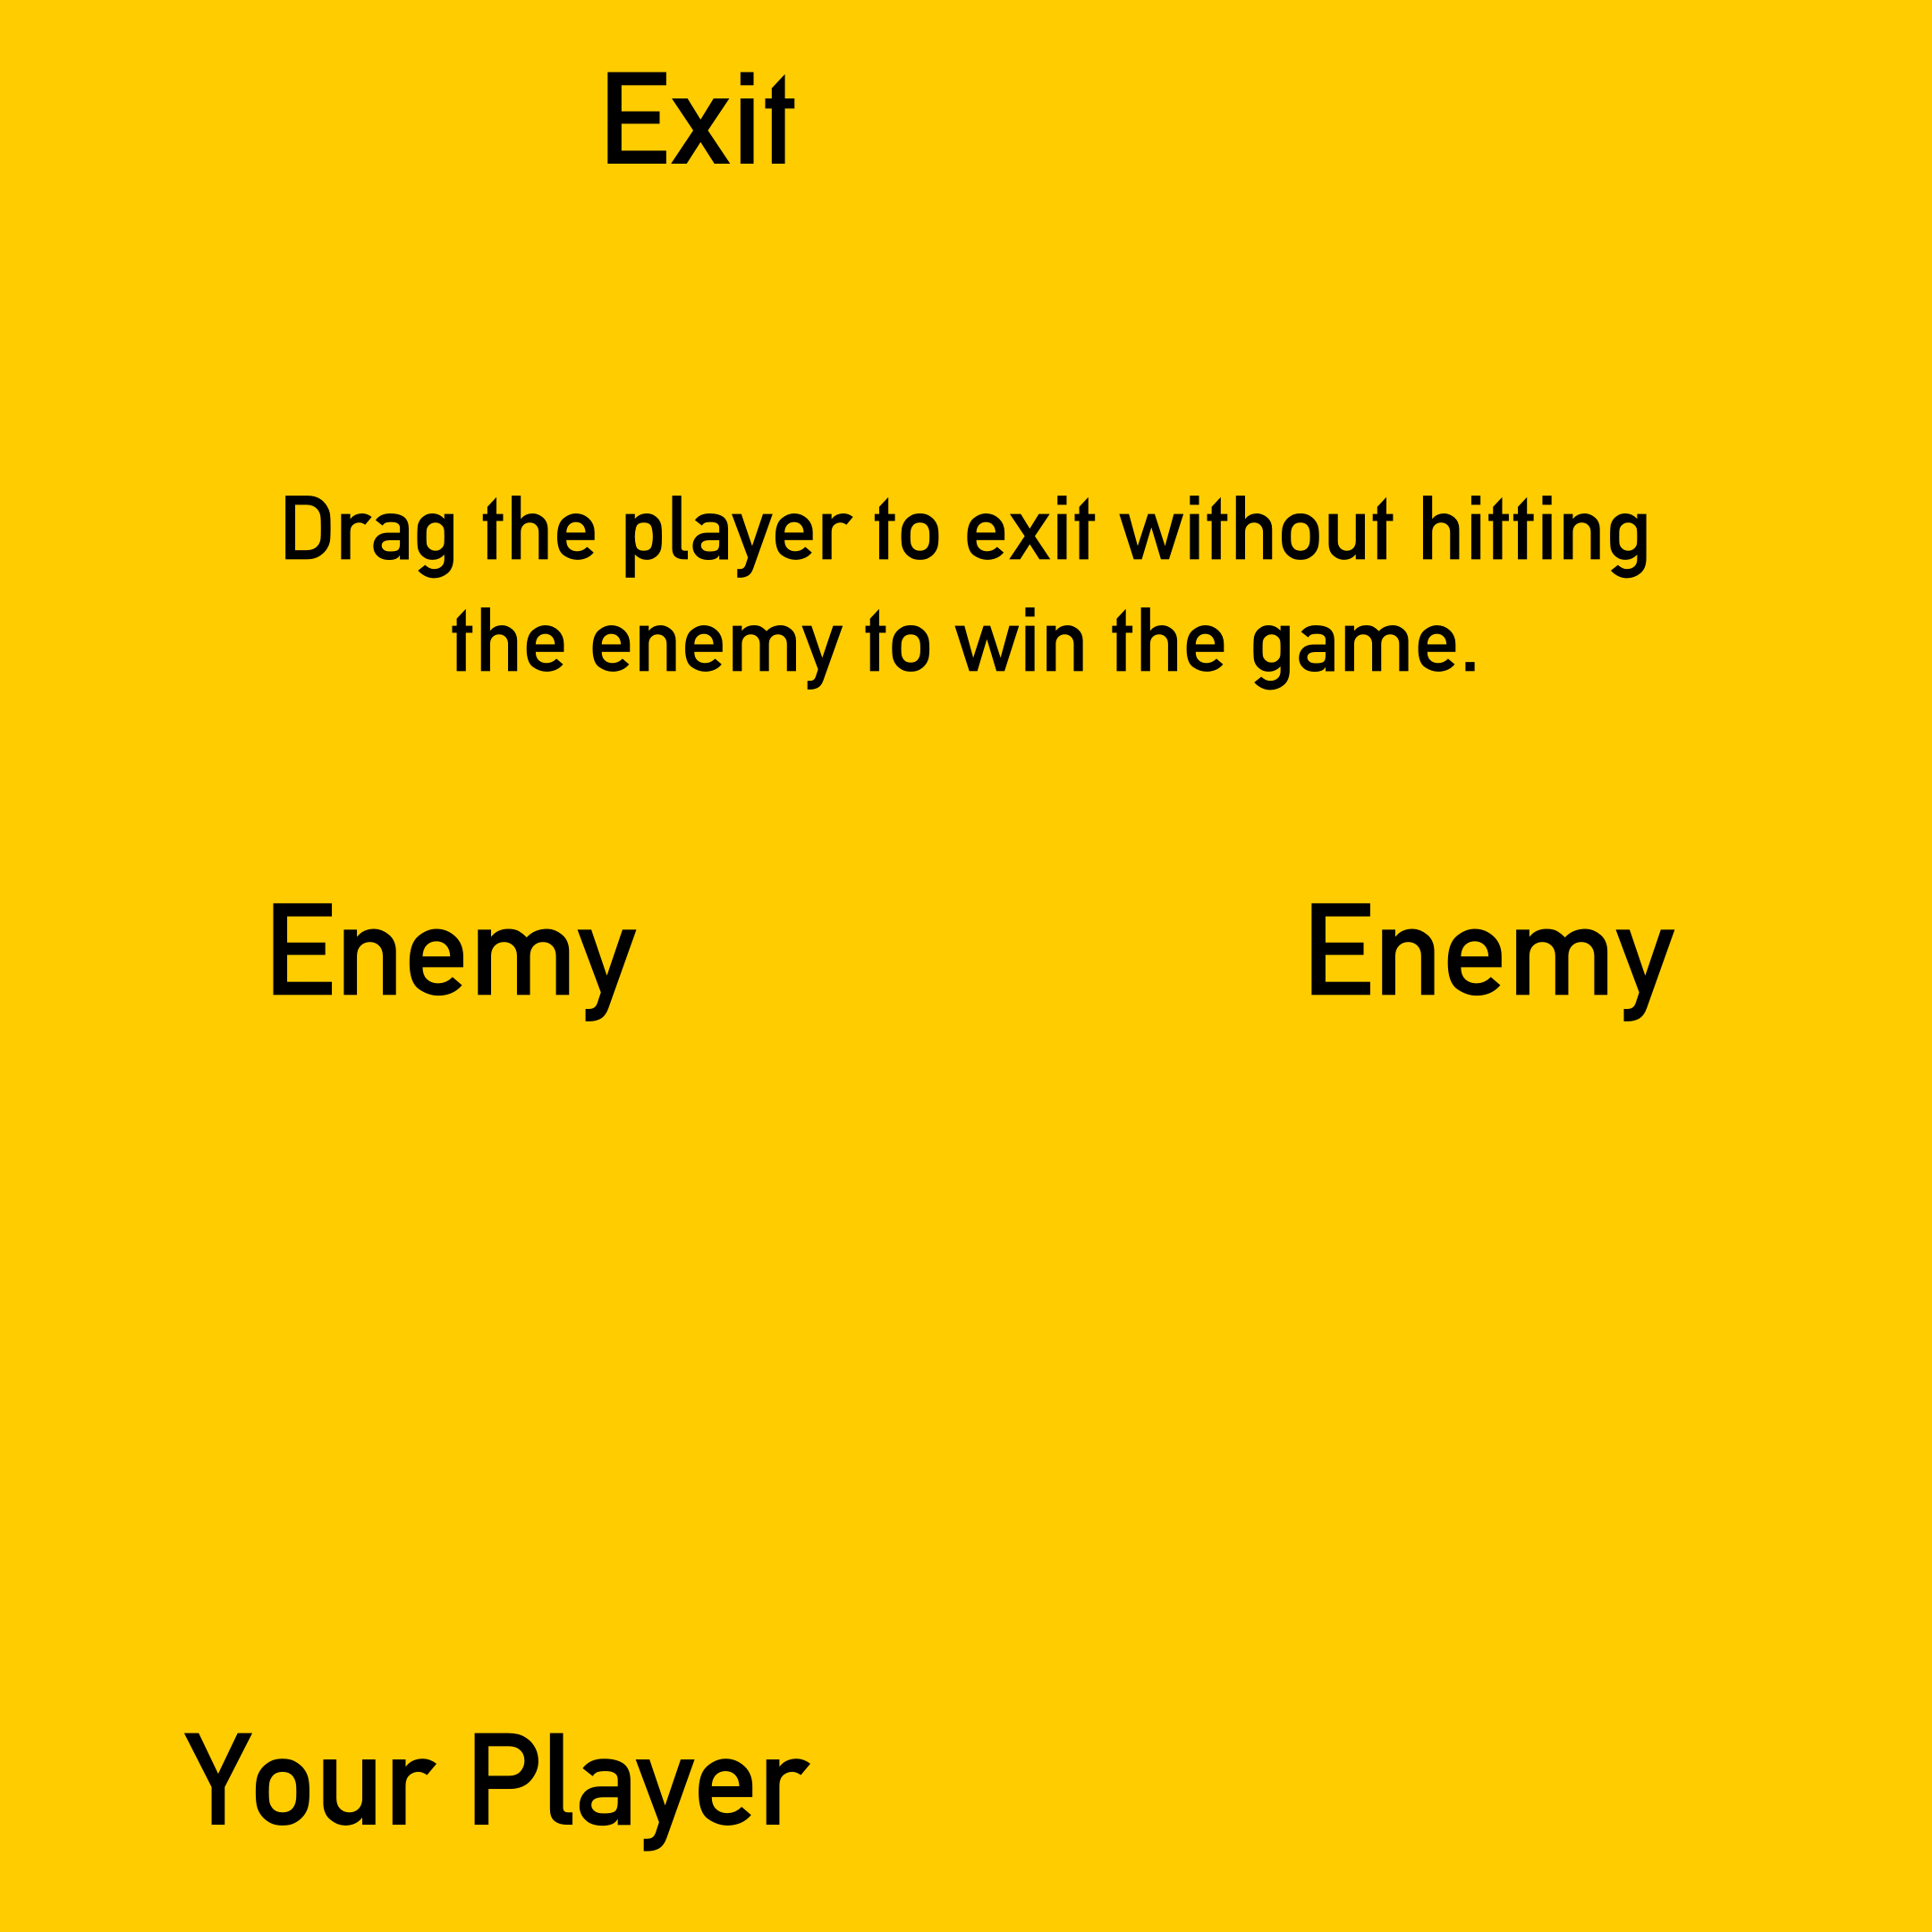 Exit
Drag the player to exit without hitting
the enemy to win the game.
Enemy
Enemy
Your Player